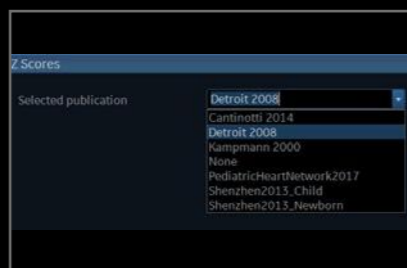 Z Scores
Selected publication
Detroit 2008
Cantinotti 2014
Detroit 2008
Kampmann 2000
None
PediatricHeartNetwork2017
Shenzhen2013_Child
Shenzhen2013_Newborn